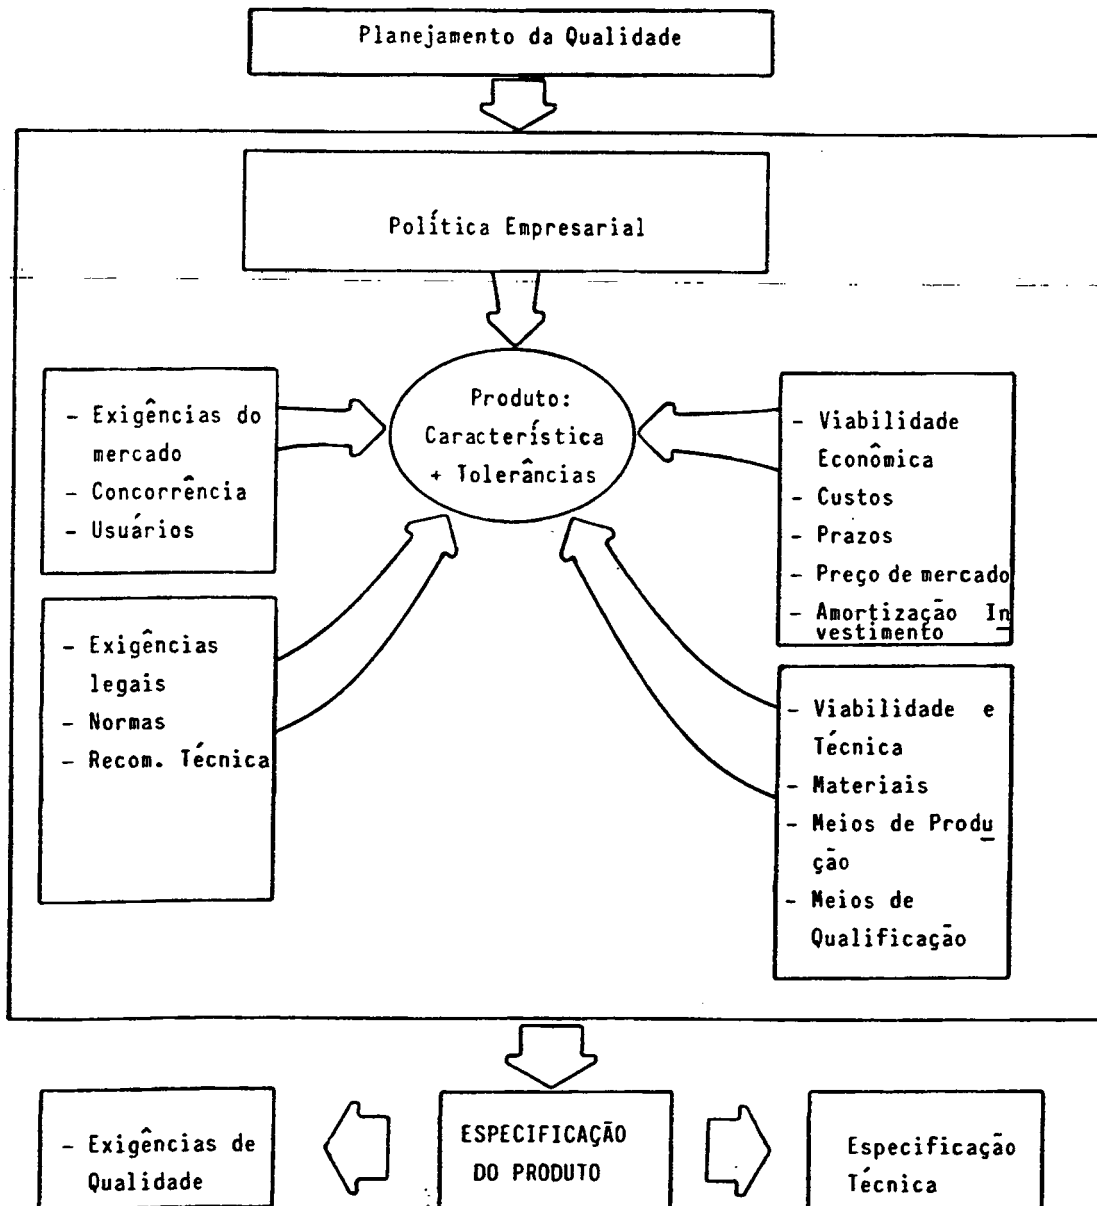 Planejamento da Qualidade
Política Empresarial
Produto:
Característica
+ Tolerâncias
- Exigências do
mercado
- Concorrência
- Usuários
- Exigências
legais
- Normas
- Recom. Técnica
- Viabilidade
Econômica
- Custos
- Prazos
- Preço de mercado
- Amortização In
vestimento
- Viabilidade e
Técnica
- Materiais
- Meios de Produ
ção
- Meios de
Qualificação
- Exigências de
Qualidade
ESPECIFICAÇÃO
DO PRODUTO
Especificação
Técnica